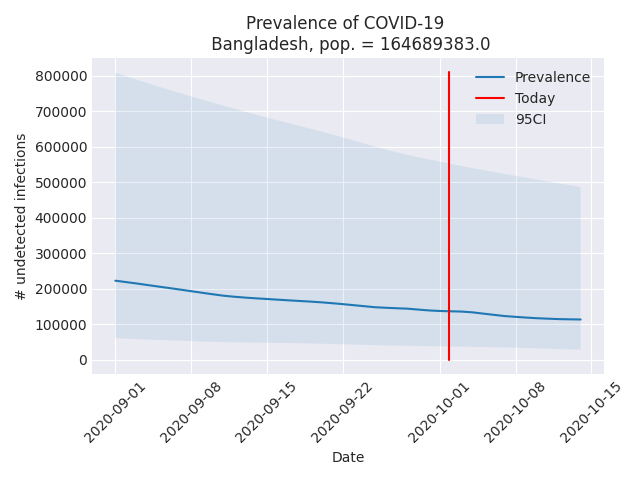 Prevalence of COVID-19
Bangladesh, pop. = 164689383.0
Prevalence
Today
95CI
800000
700000
600000
500000
400000
300000
200000
100000
0
# undetected infections
2020-09-01
2020-09-08
2020-09-15
2020-09-22
2020-10-01
2020-10-08
2020-10-15
Date